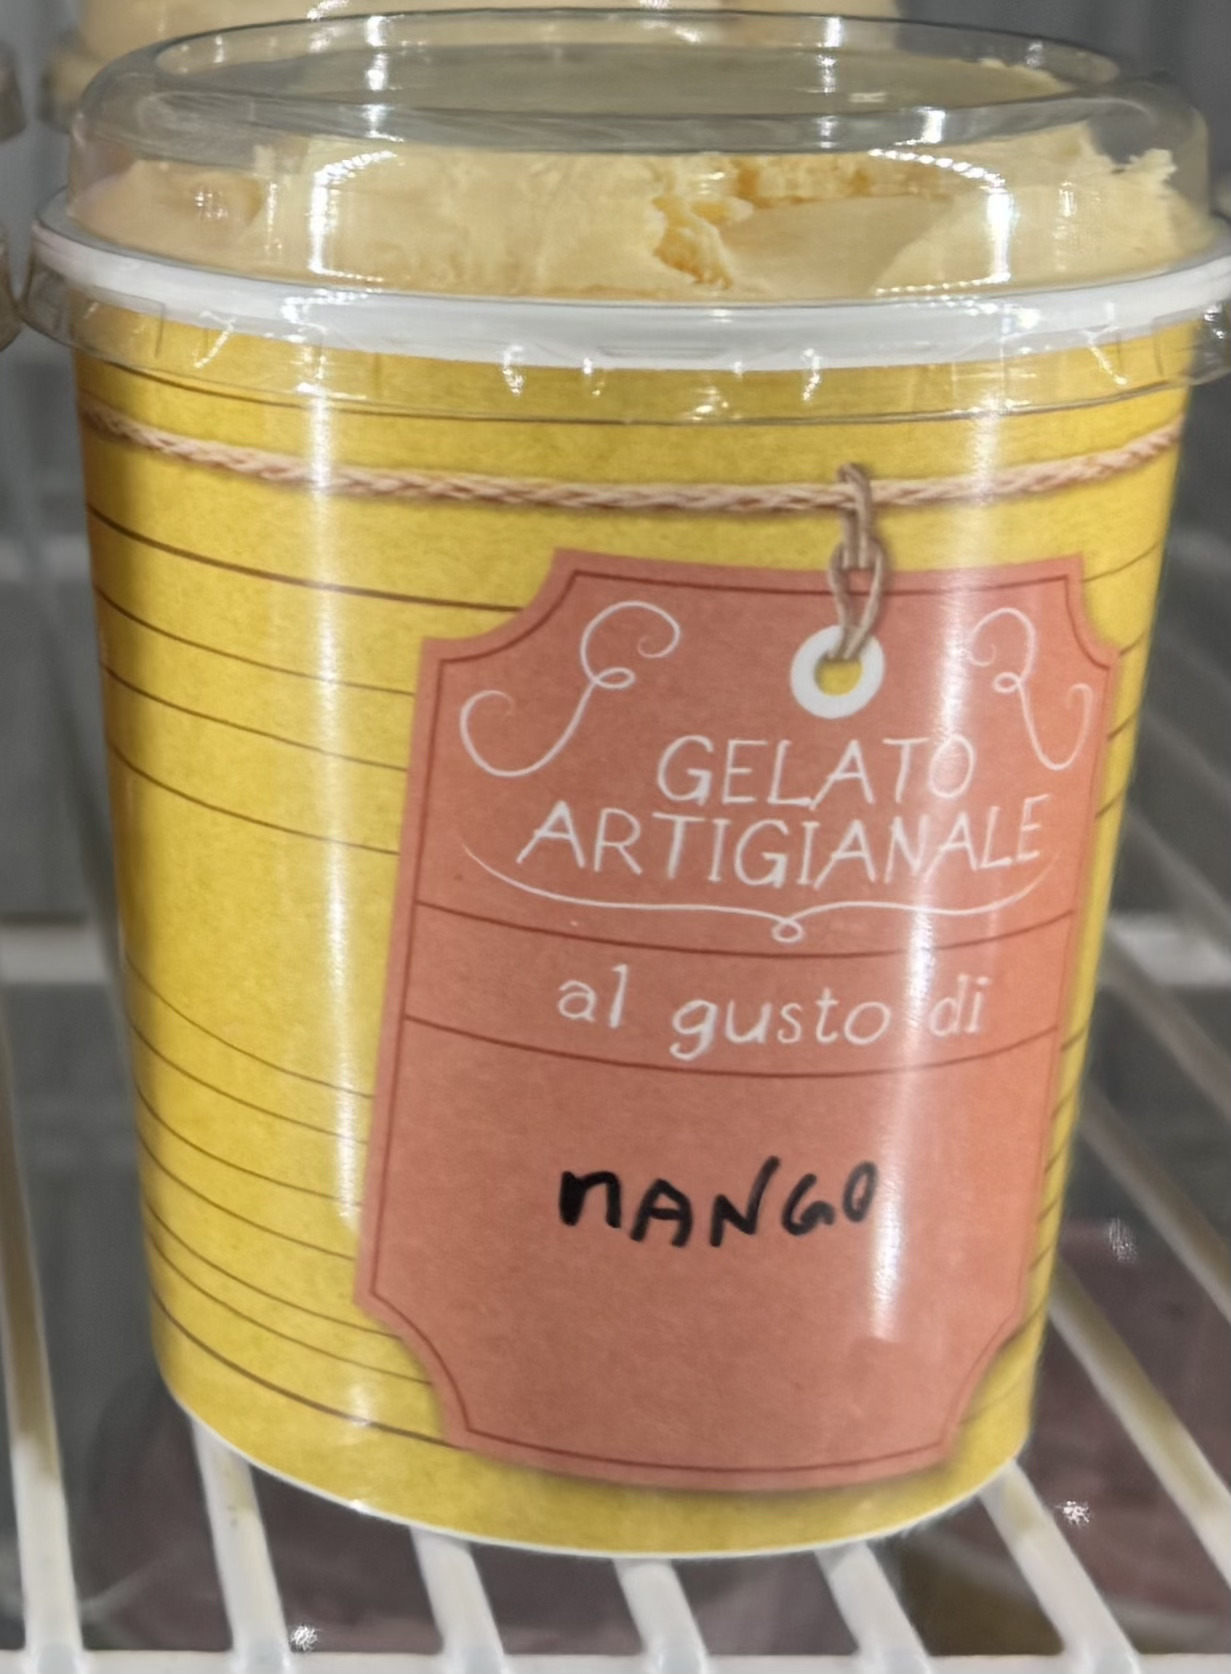 GELATO
ARTIGIANALE
al gusto di
MANGO